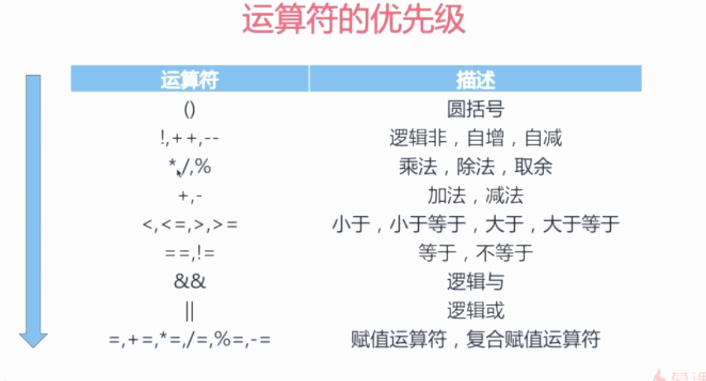 运算符的优先级
运算符 描述
() 圆括号
!,++,-- 逻辑非，自增，自减
*,/,% 乘法，除法，取余
+,- 加法，减法
<,<=,>,>= 小于，小于等于，大于，大于等于
==,!= 等于，不等于
&& 逻辑与
|| 逻辑或
=,+=,*=,/=,%=,-= 赋值运算符，复合赋值运算符